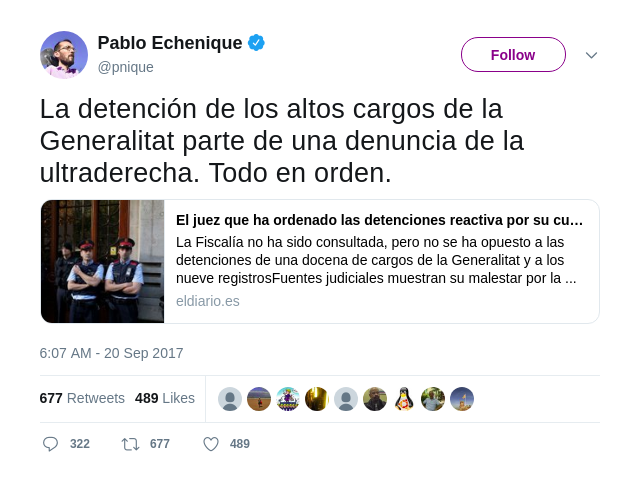 Pablo Echenique
@pnique
Follow
La detención de los altos cargos de la
Generalitat parte de una denuncia de la
ultraderecha. Todo en orden.
El juez que ha ordenado las detenciones reactiva por su cu…
La Fiscalía no ha sido consultada, pero no se ha opuesto a las
detenciones de una docena de cargos de la Generalitat y a los
nueve registrosFuentes judiciales muestran su malestar por la ...
eldiario.es
6:07 AM - 20 Sep 2017
677 Retweets 489 Likes
322 677 489